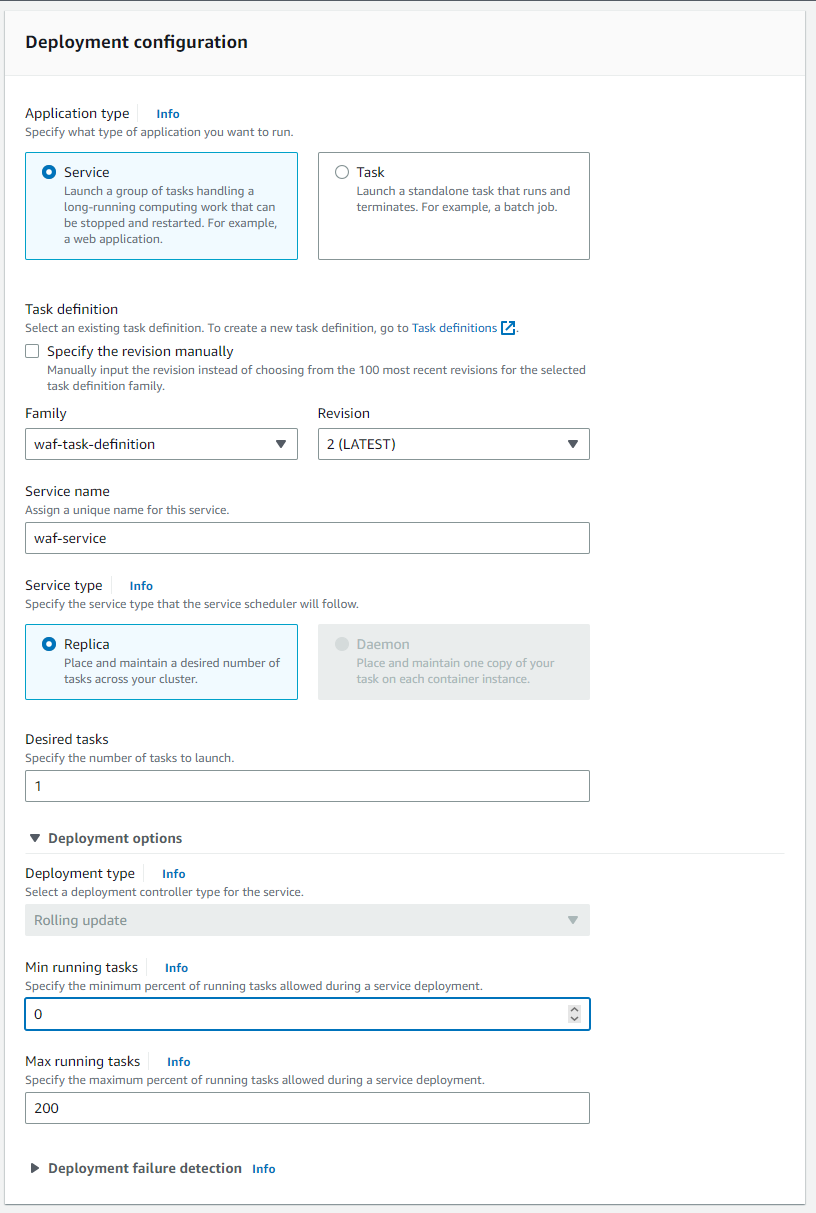 Deployment configuration
Application type Info
Specify what type of application you want to run.
Service
Launch a group of tasks handling a
long-running computing work that can
be stopped and restarted. For example,
a web application.
Task
Launch a standalone task that runs and
terminates. For example, a batch job.
Task definition
Select an existing task definition. To create a new task definition, go to Task definitions.
Specify the revision manually
Manually input the revision instead of choosing from the 100 most recent revisions for the selected
task definition family.
Family Revision
waf-task-definition 2 (LATEST)
Service name
Assign a unique name for this service.
waf-service
Service type Info
Specify the service type that the service scheduler will follow.
Replica
Place and maintain a desired number of
tasks across your cluster.
Daemon
Place and maintain one copy of your
task on each container instance.
Desired tasks
Specify the number of tasks to launch.
1
Deployment options
Deployment type Info
Select a deployment controller type for the service.
Rolling update
Min running tasks Info
Specify the minimum percent of running tasks allowed during a service deployment.
0
Max running tasks Info
Specify the maximum percent of running tasks allowed during a service deployment.
200
Deployment failure detection Info